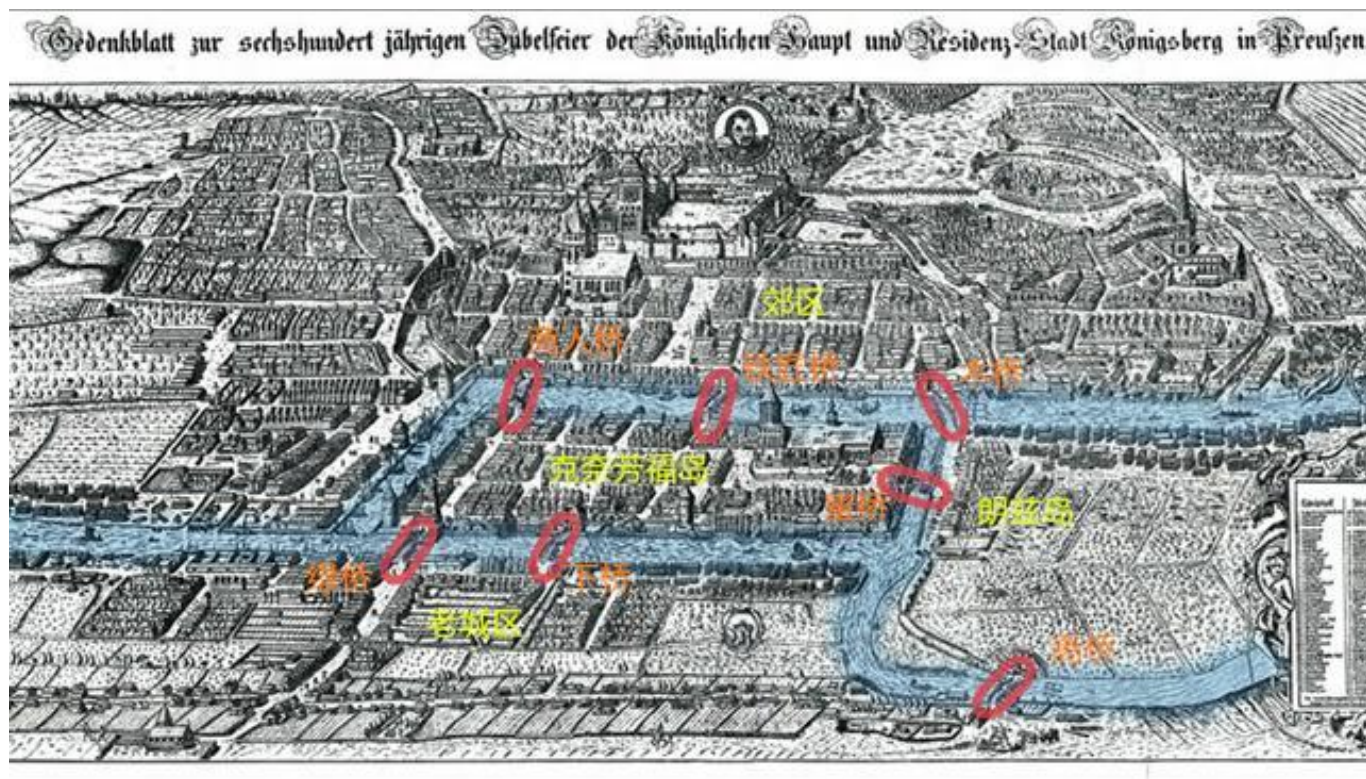 Gedenkblatt zur sechshundert jährigen Jubelfeier der Königlichen Haupt und Residenz-Stadt Königsberg in Preußen
郊区
商人桥
铁匠桥
木桥
克奈芳福岛
蜜桥
朗兹岛
绿桥
下桥
老城区
高桥